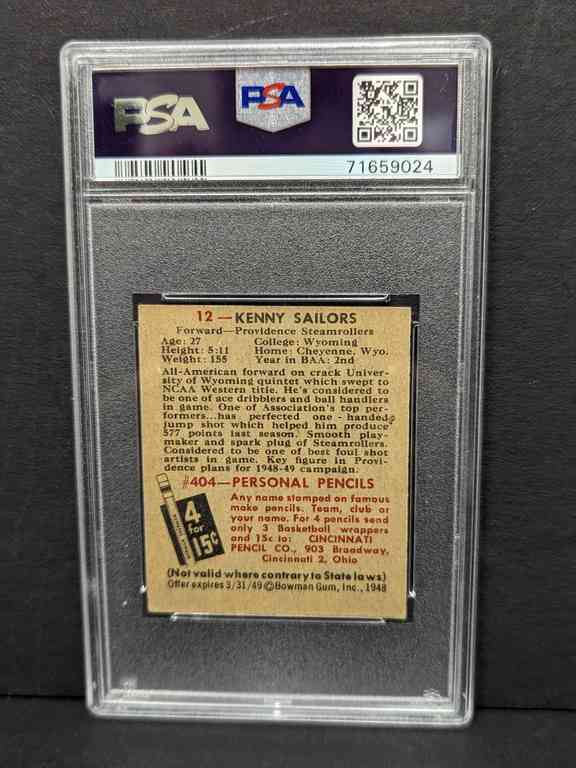 PSA
PSA
71659024
12 — KENNY SAILORS
Forward—Providence Steamrollers
Age: 27 College: Wyoming
Height: 5:11 Home: Cheyenne, Wyo.
Weight: 155 Year in BAA: 2nd
All-American forward on crack Univer-
sity of Wyoming quintet which swept to
NCAA Western title. He's considered to
be one of ace dribblers and ball handlers
in game. One of Association's top per-
formers...has perfected one - handed
jump shot which helped him produce
577 points last season. Smooth play-
maker and spark plug of Steamrollers.
Considered to be one of best foul shot
artists in game. Key figure in Provi-
dence plans for 1948-49 campaign.
#404—PERSONAL PENCILS
4 for 15¢
Any name stamped on famous
make pencils. Team, club or
your name. For 4 pencils send
only 3 Basketball wrappers
and 15c to: CINCINNATI
PENCIL CO., 903 Broadway,
Cincinnati 2, Ohio
(Not valid where contrary to State laws)
Offer expires 3/31/49 © Bowman Gum, Inc., 1948